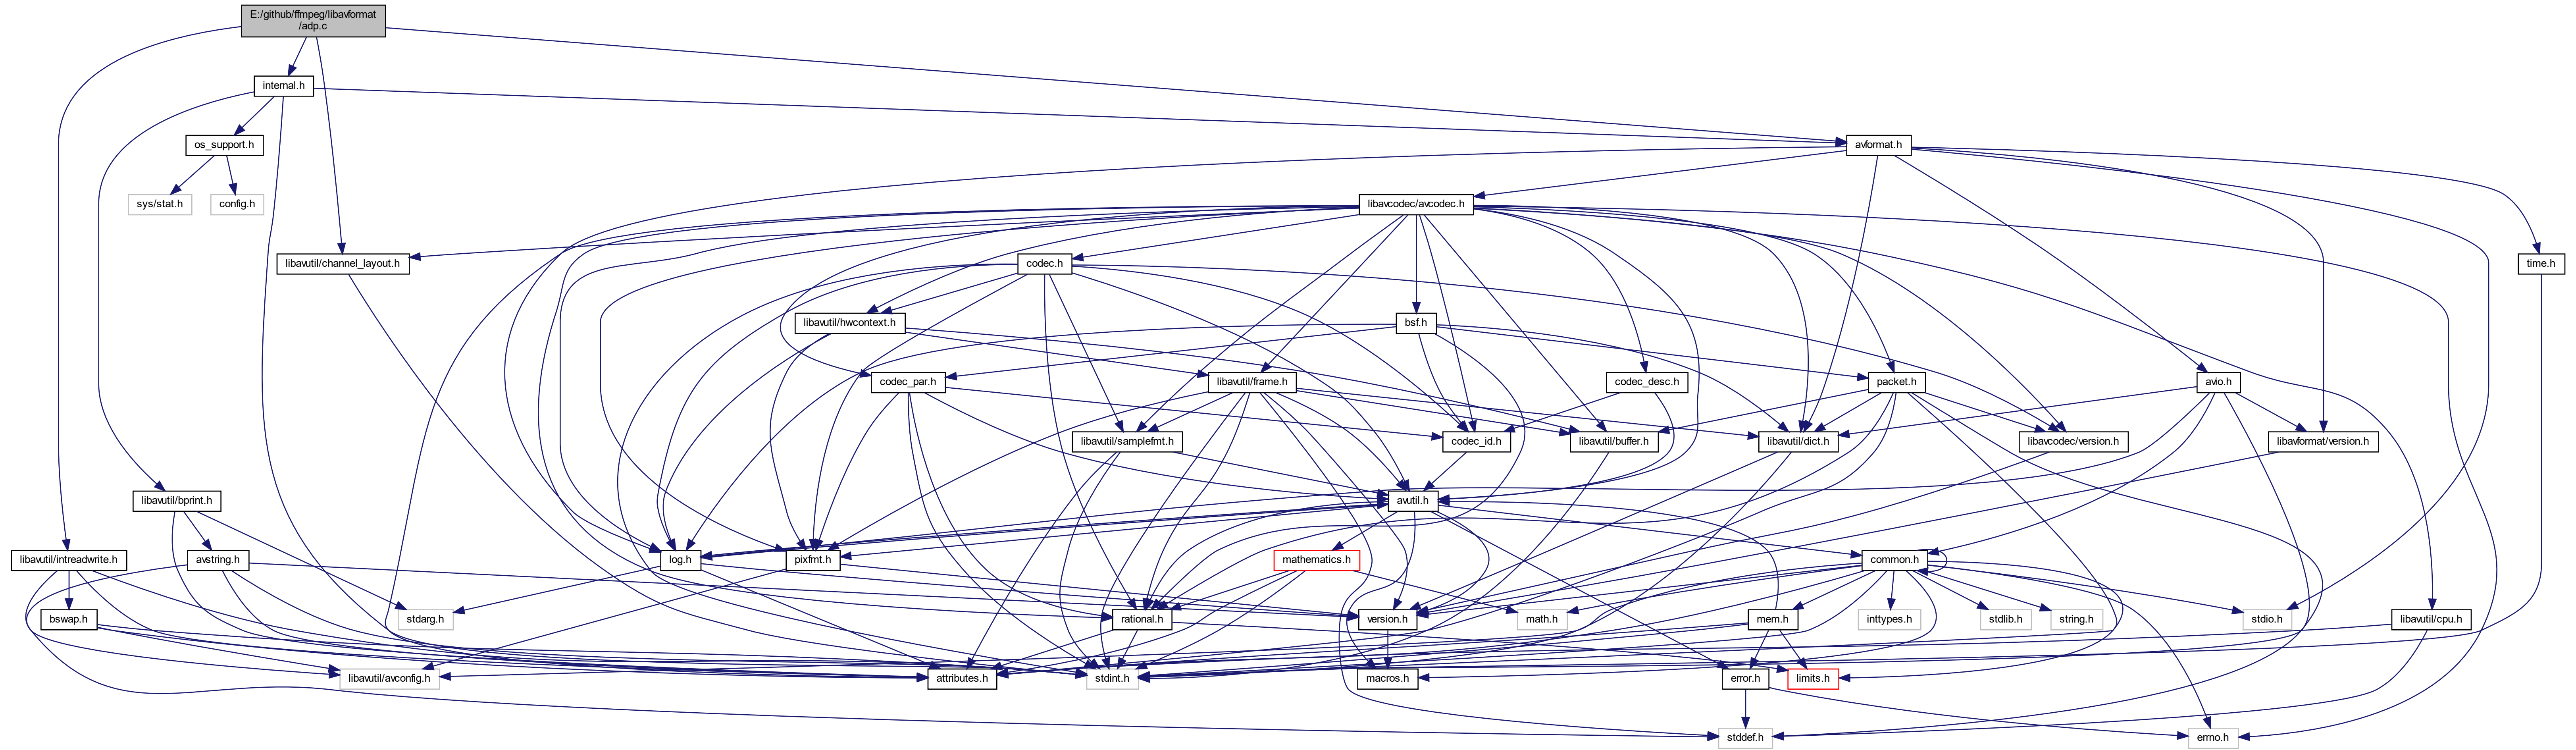 E:/github/ffmpeg/libavformat
/adp.c
internal.h
os_support.h
avformat.h
sys/stat.h
config.h
libavcodec/avcodec.h
libavutil/channel_layout.h
codec.h
time.h
libavutil/hwcontext.h
bsf.h
codec_par.h
libavutil/frame.h
codec_desc.h
packet.h
avio.h
libavutil/samplefmt.h
codec_id.h
libavutil/buffer.h
libavutil/dict.h
libavcodec/version.h
libavformat/version.h
libavutil/bprint.h
avutil.h
libavutil/intreadwrite.h
avstring.h
log.h
pixfmt.h
mathematics.h
common.h
bswap.h
stdarg.h
rational.h
version.h
math.h
mem.h
inttypes.h
stdlib.h
string.h
stdio.h
libavutil/cpu.h
libavutil/avconfig.h
attributes.h
stdint.h
macros.h
error.h
limits.h
stddef.h
errno.h